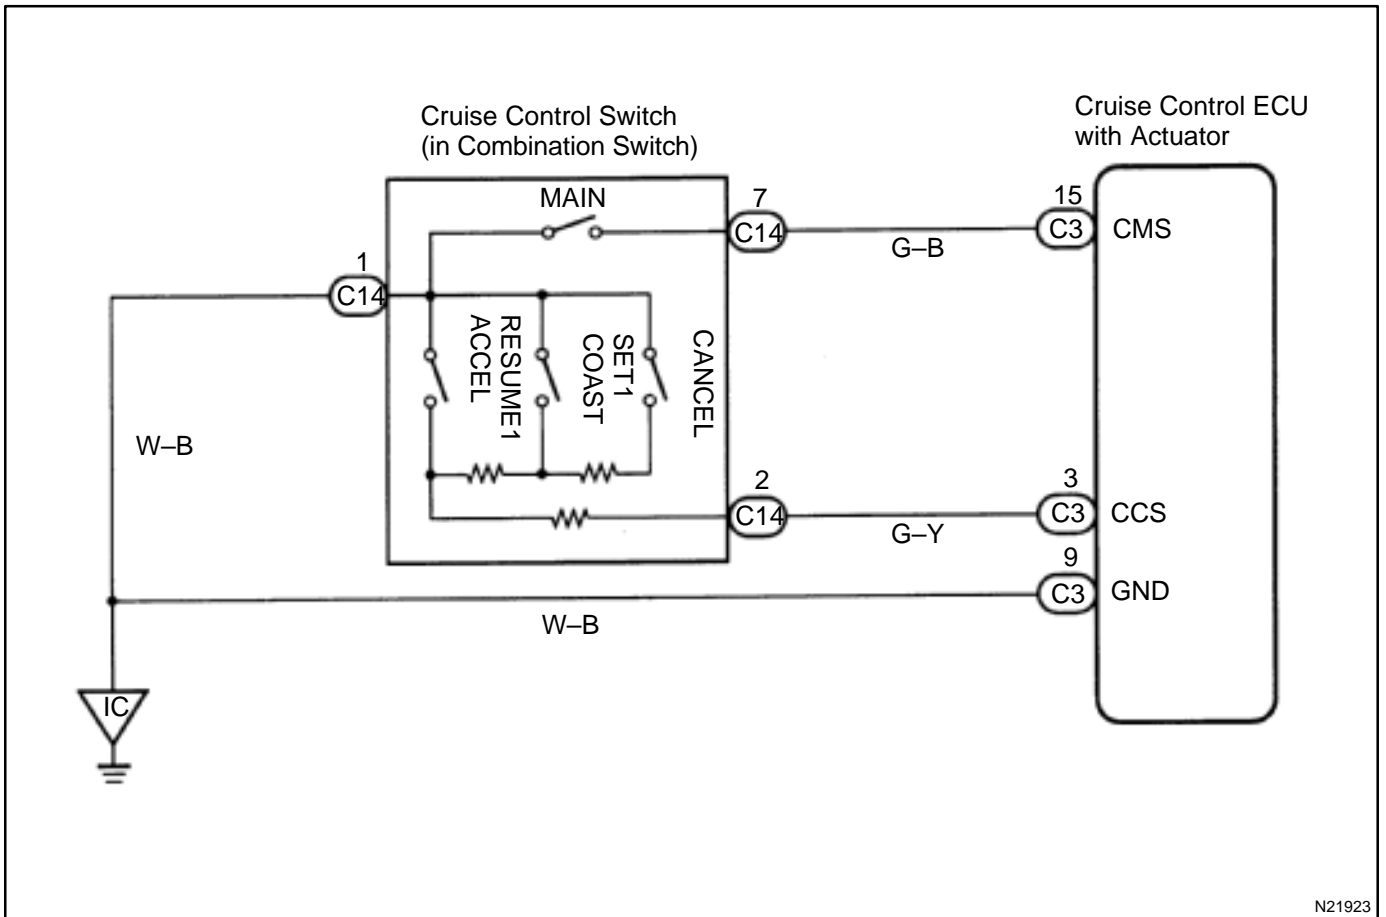 Cruise Control Switch
(in Combination Switch)
Cruise Control ECU
with Actuator
MAIN
7
C14
G–B
15
C3
CMS
1
C14
RESUME1
ACCEL
SET1
COAST
CANCEL
W–B
2
C14
G–Y
3
C3
CCS
9
C3
GND
W–B
IC
N21923